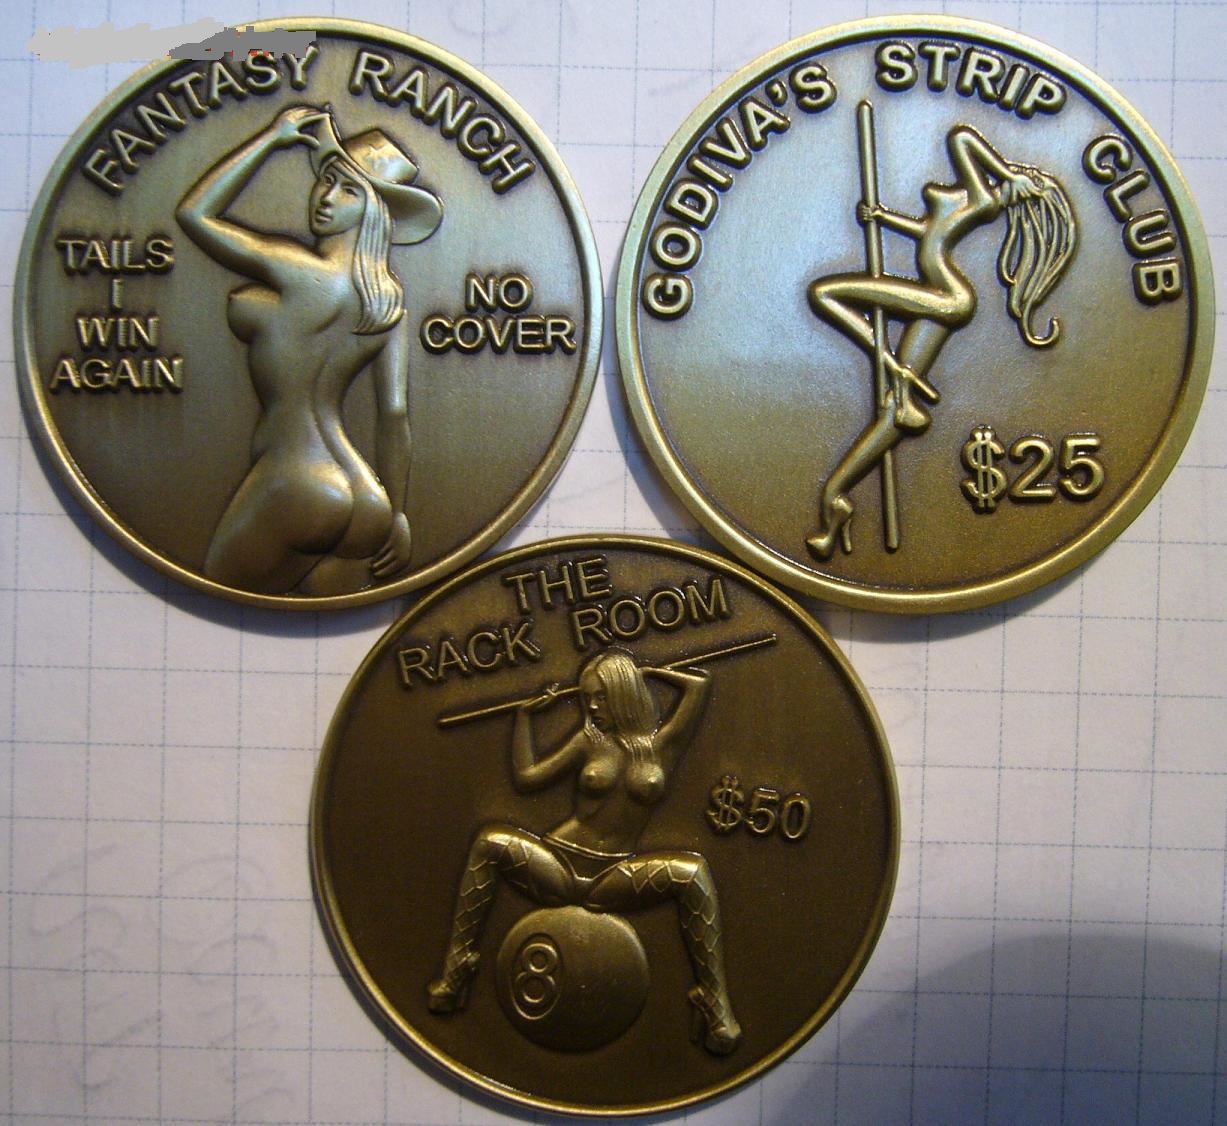 FANTASY RANCH
TAILS
I
WIN
AGAIN
NO
COVER
GODIVA'S STRIP CLUB
$25
THE
RACK ROOM
$50
8